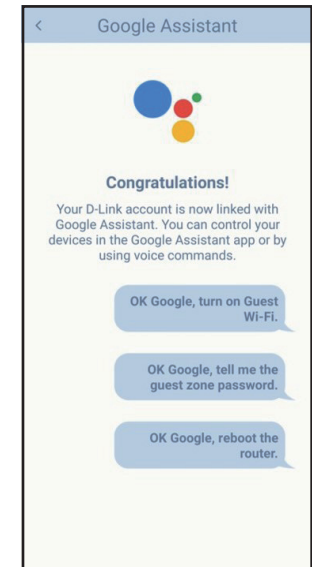 Google Assistant
Congratulations!
Your D-Link account is now linked with
Google Assistant. You can control your
devices in the Google Assistant app or by
using voice commands.
OK Google, turn on Guest
Wi-Fi.
OK Google, tell me the
guest zone password.
OK Google, reboot the
router.